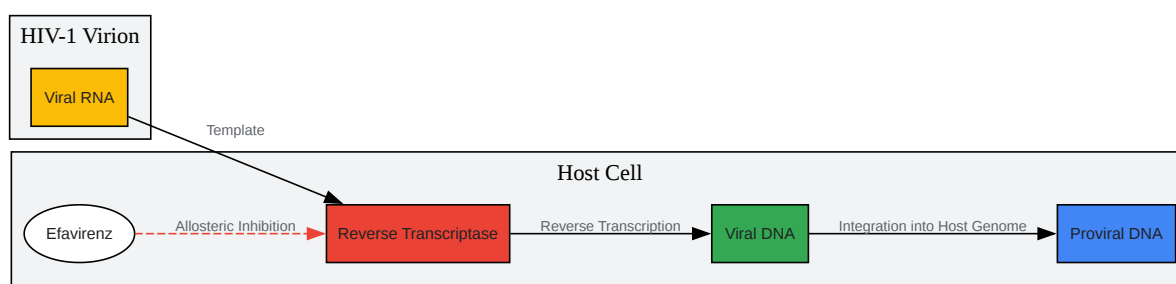 HIV-1 Virion
Viral RNA
Template
Host Cell
Efavirenz
Allosteric Inhibition
Reverse Transcriptase
Reverse Transcription
Viral DNA
Integration into Host Genome
Proviral DNA